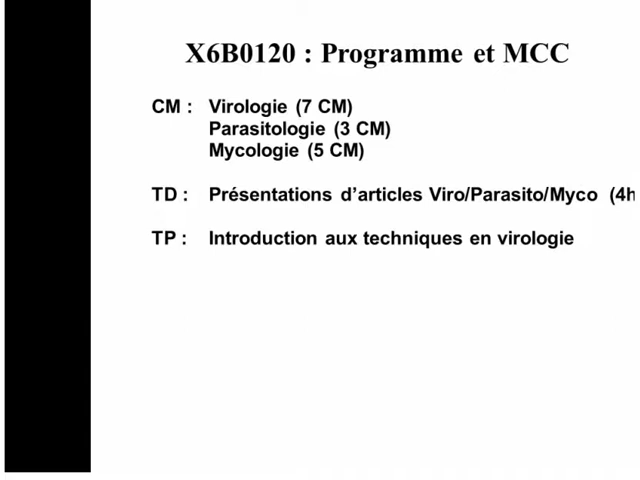 X6B0120 : Programme et MCC
CM : Virologie (7 CM)
Parasitologie (3 CM)
Mycologie (5 CM)
TD : Présentations d’articles Viro/Parasito/Myco (4h
TP : Introduction aux techniques en virologie